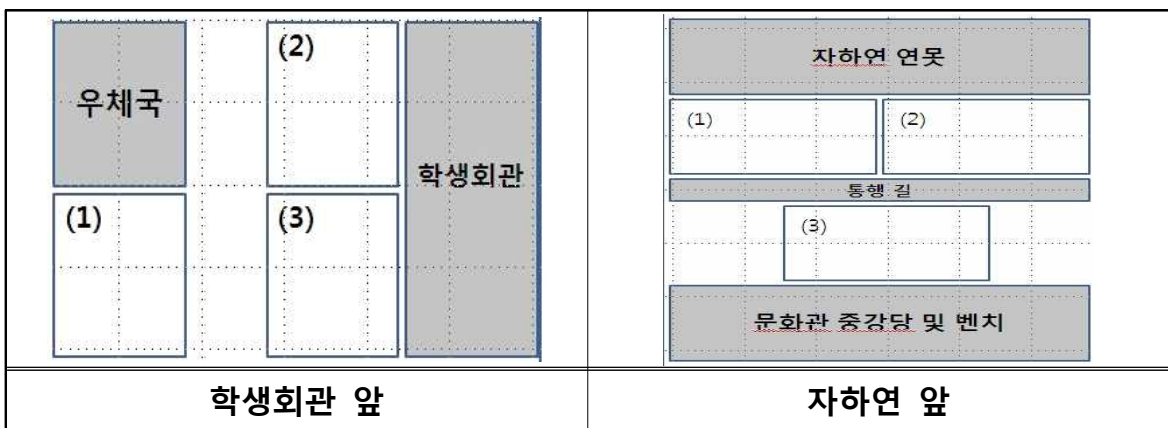 우체국
(2)
학생회관
(1)
(3)
자하연 연못
(1)
(2)
통행 길
(3)
문화관 중강당 및 벤치
학생회관 앞
자하연 앞